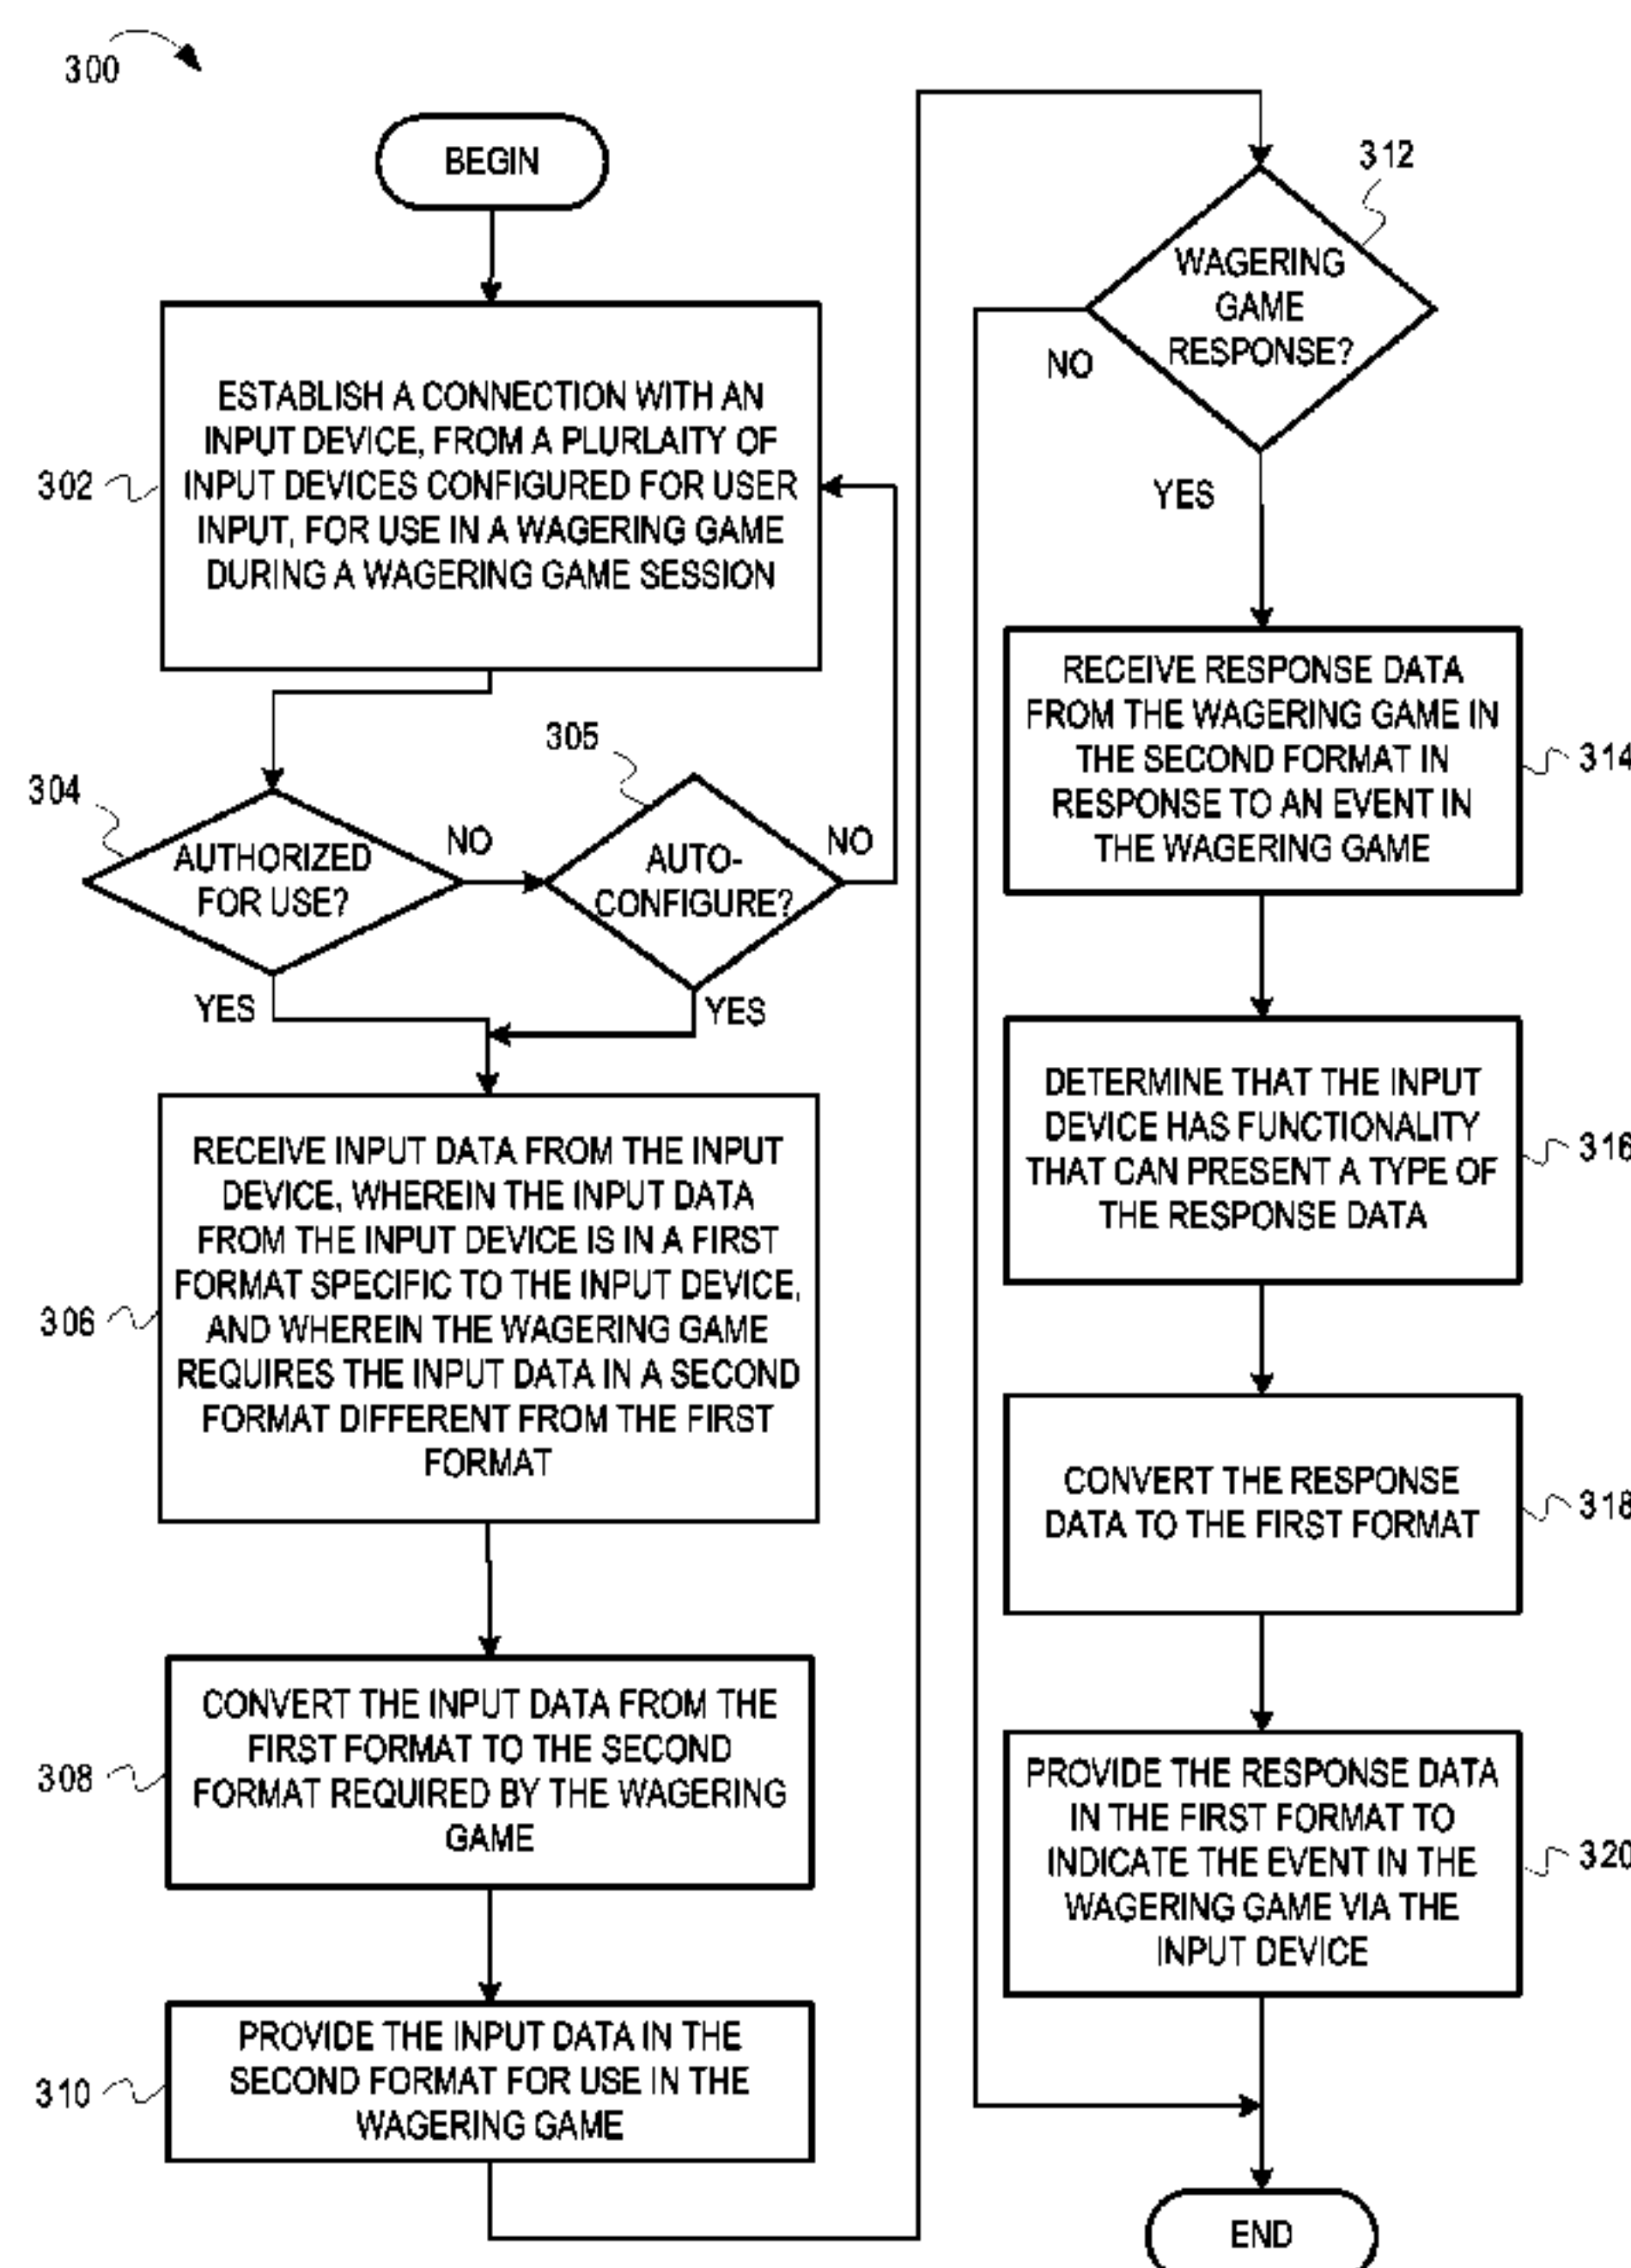 300
BEGIN
302
ESTABLISH A CONNECTION WITH AN
INPUT DEVICE, FROM A PLURLAITY OF
INPUT DEVICES CONFIGURED FOR USER
INPUT, FOR USE IN A WAGERING GAME
DURING A WAGERING GAME SESSION
304
AUTHORIZED
FOR USE?
NO
YES
305
AUTO-
CONFIGURE?
NO
YES
306
RECEIVE INPUT DATA FROM THE INPUT
DEVICE, WHEREIN THE INPUT DATA
FROM THE INPUT DEVICE IS IN A FIRST
FORMAT SPECIFIC TO THE INPUT DEVICE,
AND WHEREIN THE WAGERING GAME
REQUIRES THE INPUT DATA IN A SECOND
FORMAT DIFFERENT FROM THE FIRST
FORMAT
308
CONVERT THE INPUT DATA FROM THE
FIRST FORMAT TO THE SECOND
FORMAT REQUIRED BY THE WAGERING
GAME
310
PROVIDE THE INPUT DATA IN THE
SECOND FORMAT FOR USE IN THE
WAGERING GAME
312
WAGERING
GAME
RESPONSE?
NO
YES
RECEIVE RESPONSE DATA
FROM THE WAGERING GAME IN
THE SECOND FORMAT IN
RESPONSE TO AN EVENT IN
THE WAGERING GAME
314
DETERMINE THAT THE INPUT
DEVICE HAS FUNCTIONALITY
THAT CAN PRESENT A TYPE OF
THE RESPONSE DATA
316
CONVERT THE RESPONSE
DATA TO THE FIRST FORMAT
318
PROVIDE THE RESPONSE DATA
IN THE FIRST FORMAT TO
INDICATE THE EVENT IN THE
WAGERING GAME VIA THE
INPUT DEVICE
320
END